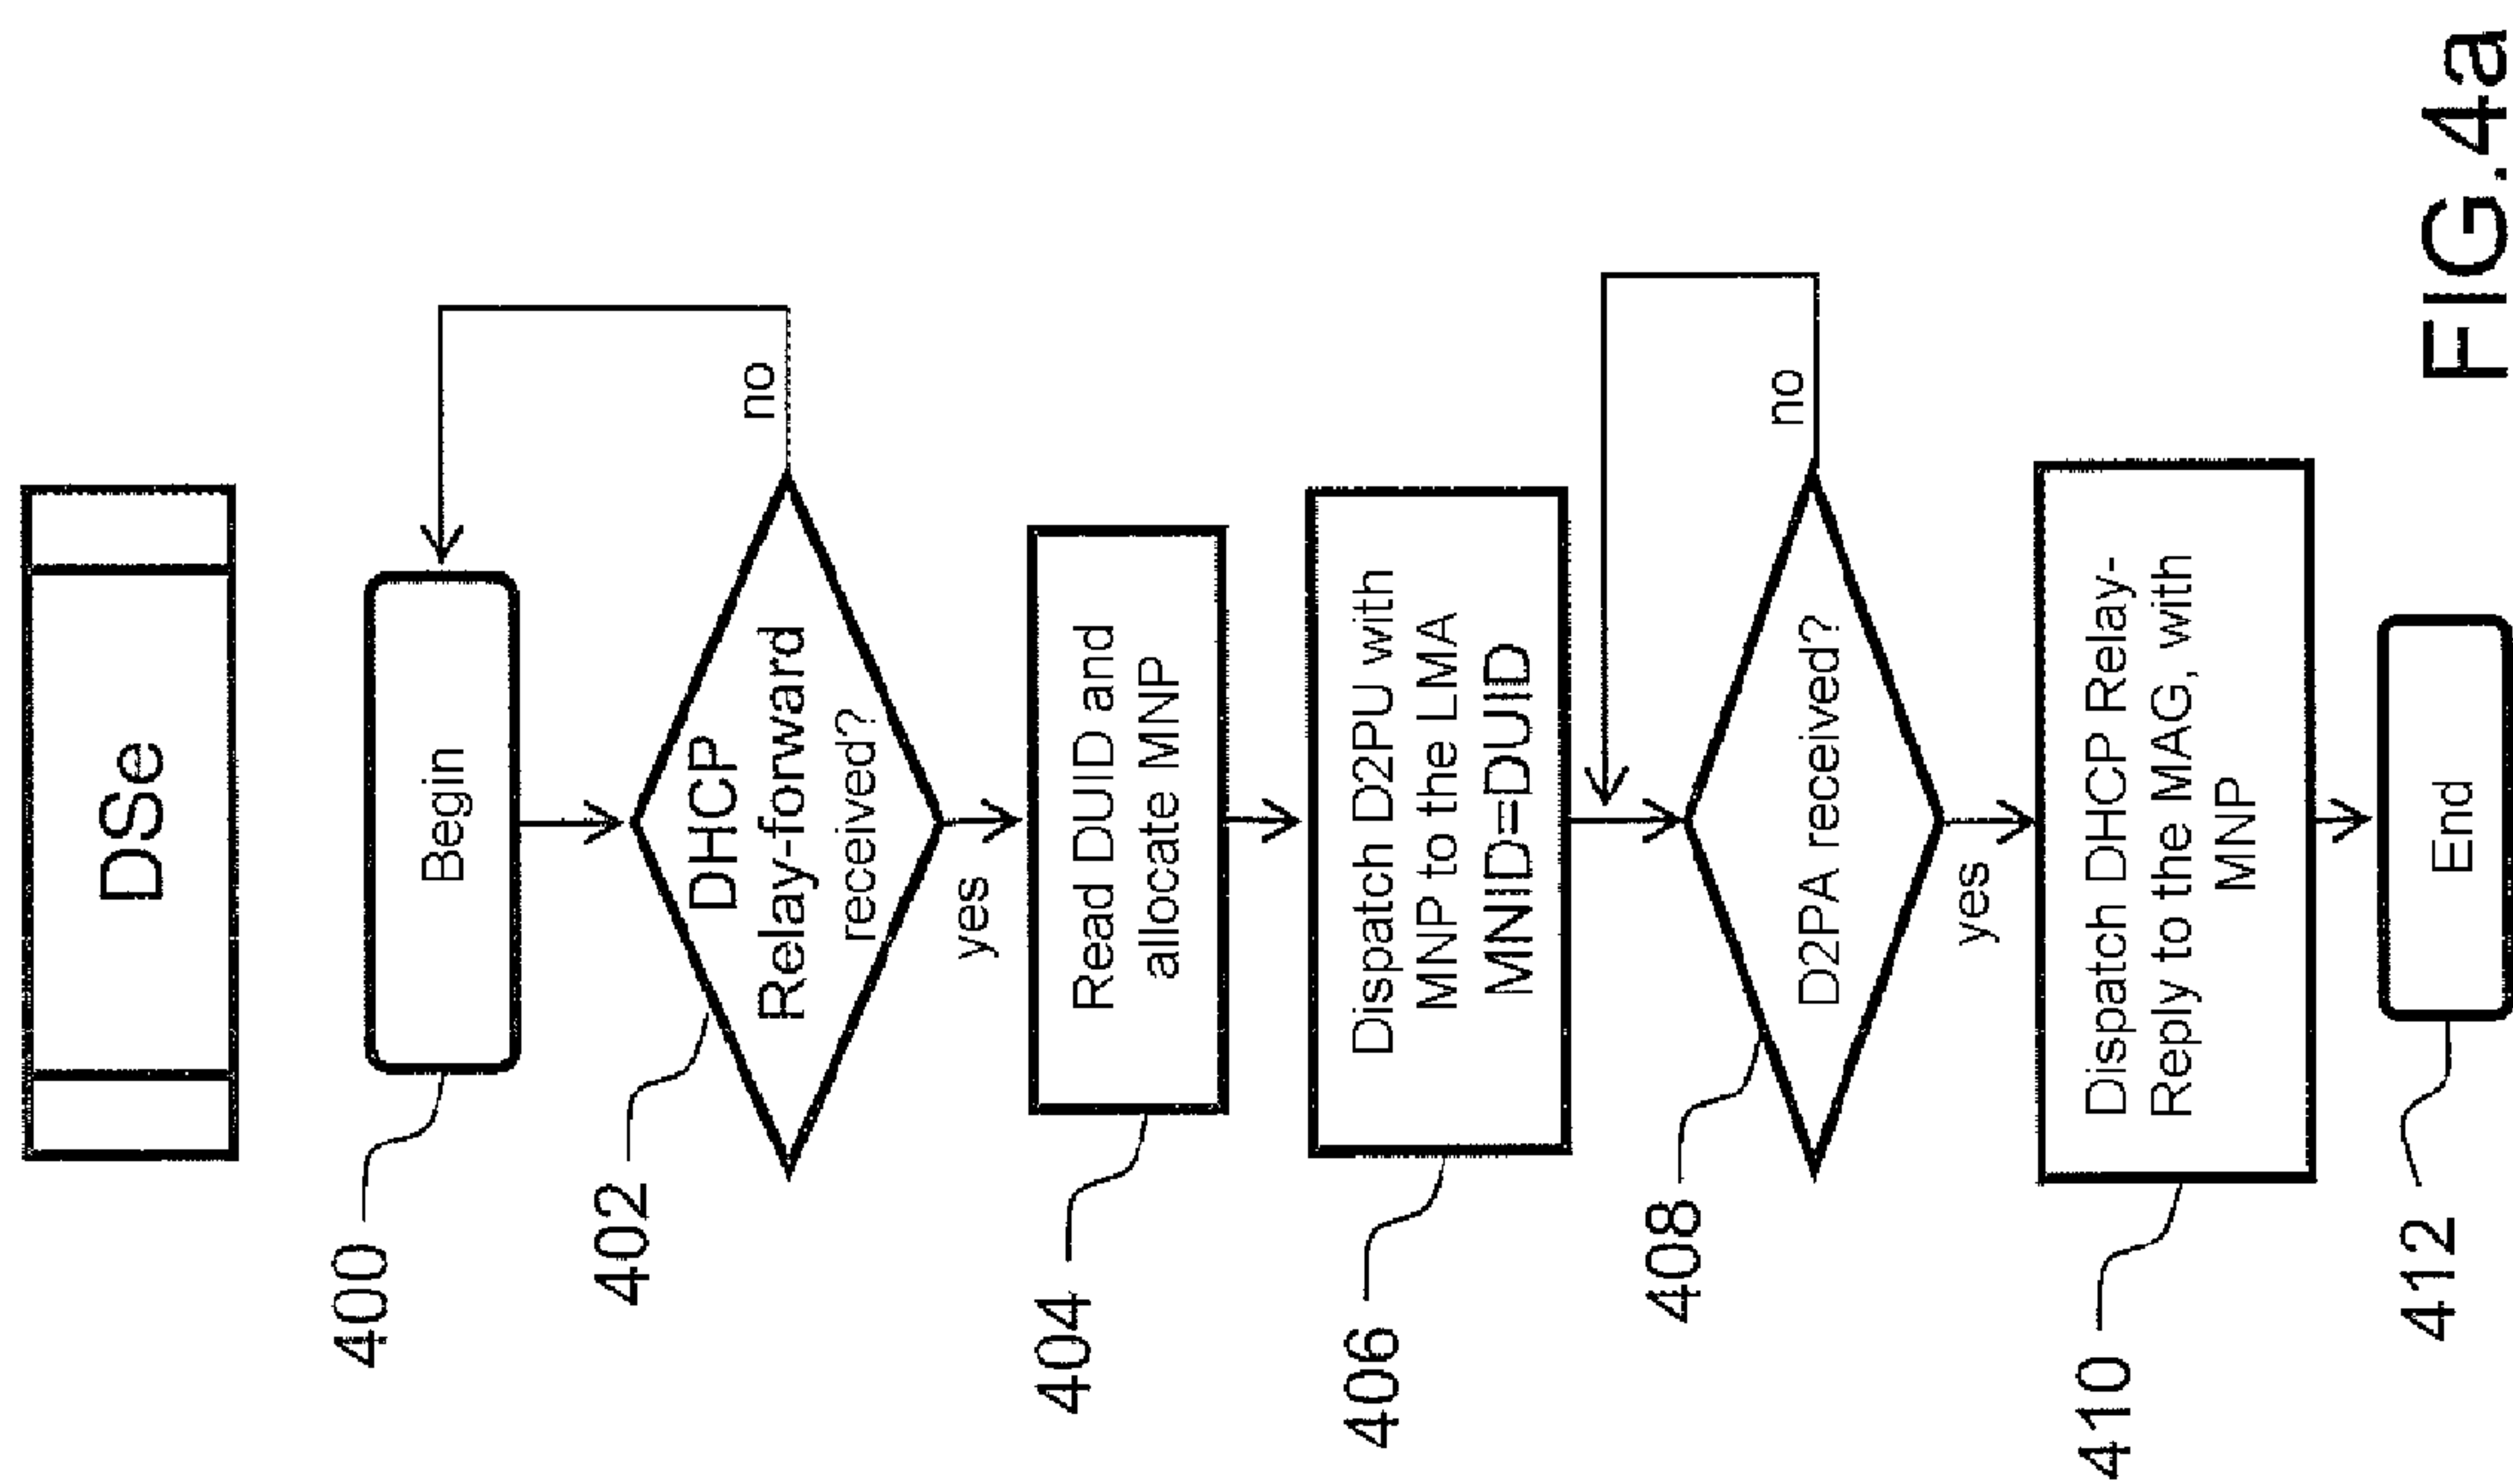 DSe
400
Begin
402
DHCP
Relay-forward
received?
no
yes
404
Read DUID and
allocate MNP
406
Dispatch D2PU with
MNP to the LMA
MNID=DUID
408
D2PA received?
no
yes
410
Dispatch DHCP Relay-
Reply to the MAG, with
MNP
412
End
FIG.4a